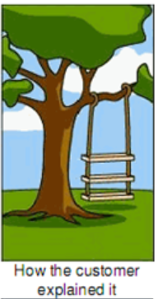 How the customer
explained it